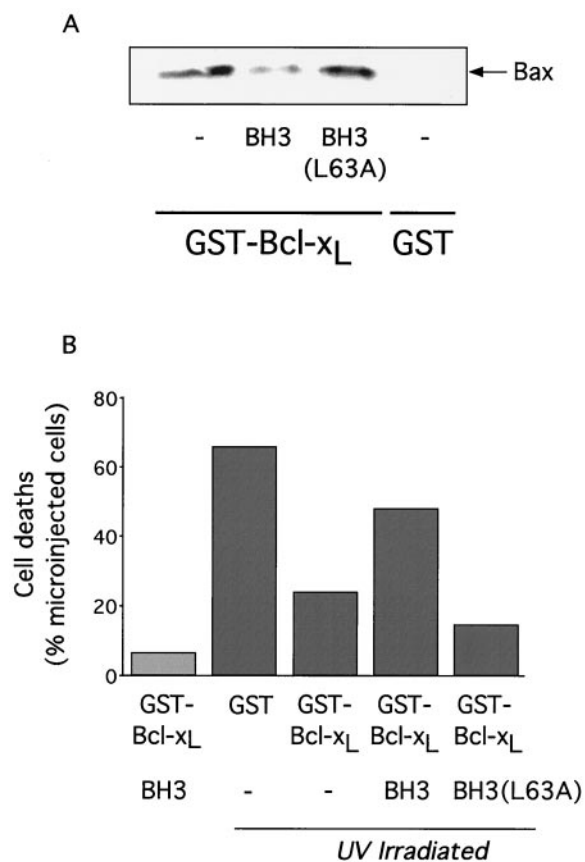 A
Bax
- BH3 BH3 -
(L63A)
GST-Bcl-xL GST
B
Cell deaths
(% microinjected cells)
80
60
40
20
0
GST- GST GST- GST- GST-
Bcl-xL Bcl-xL Bcl-xL Bcl-xL
BH3 - - BH3 BH3(L63A)
UV Irradiated